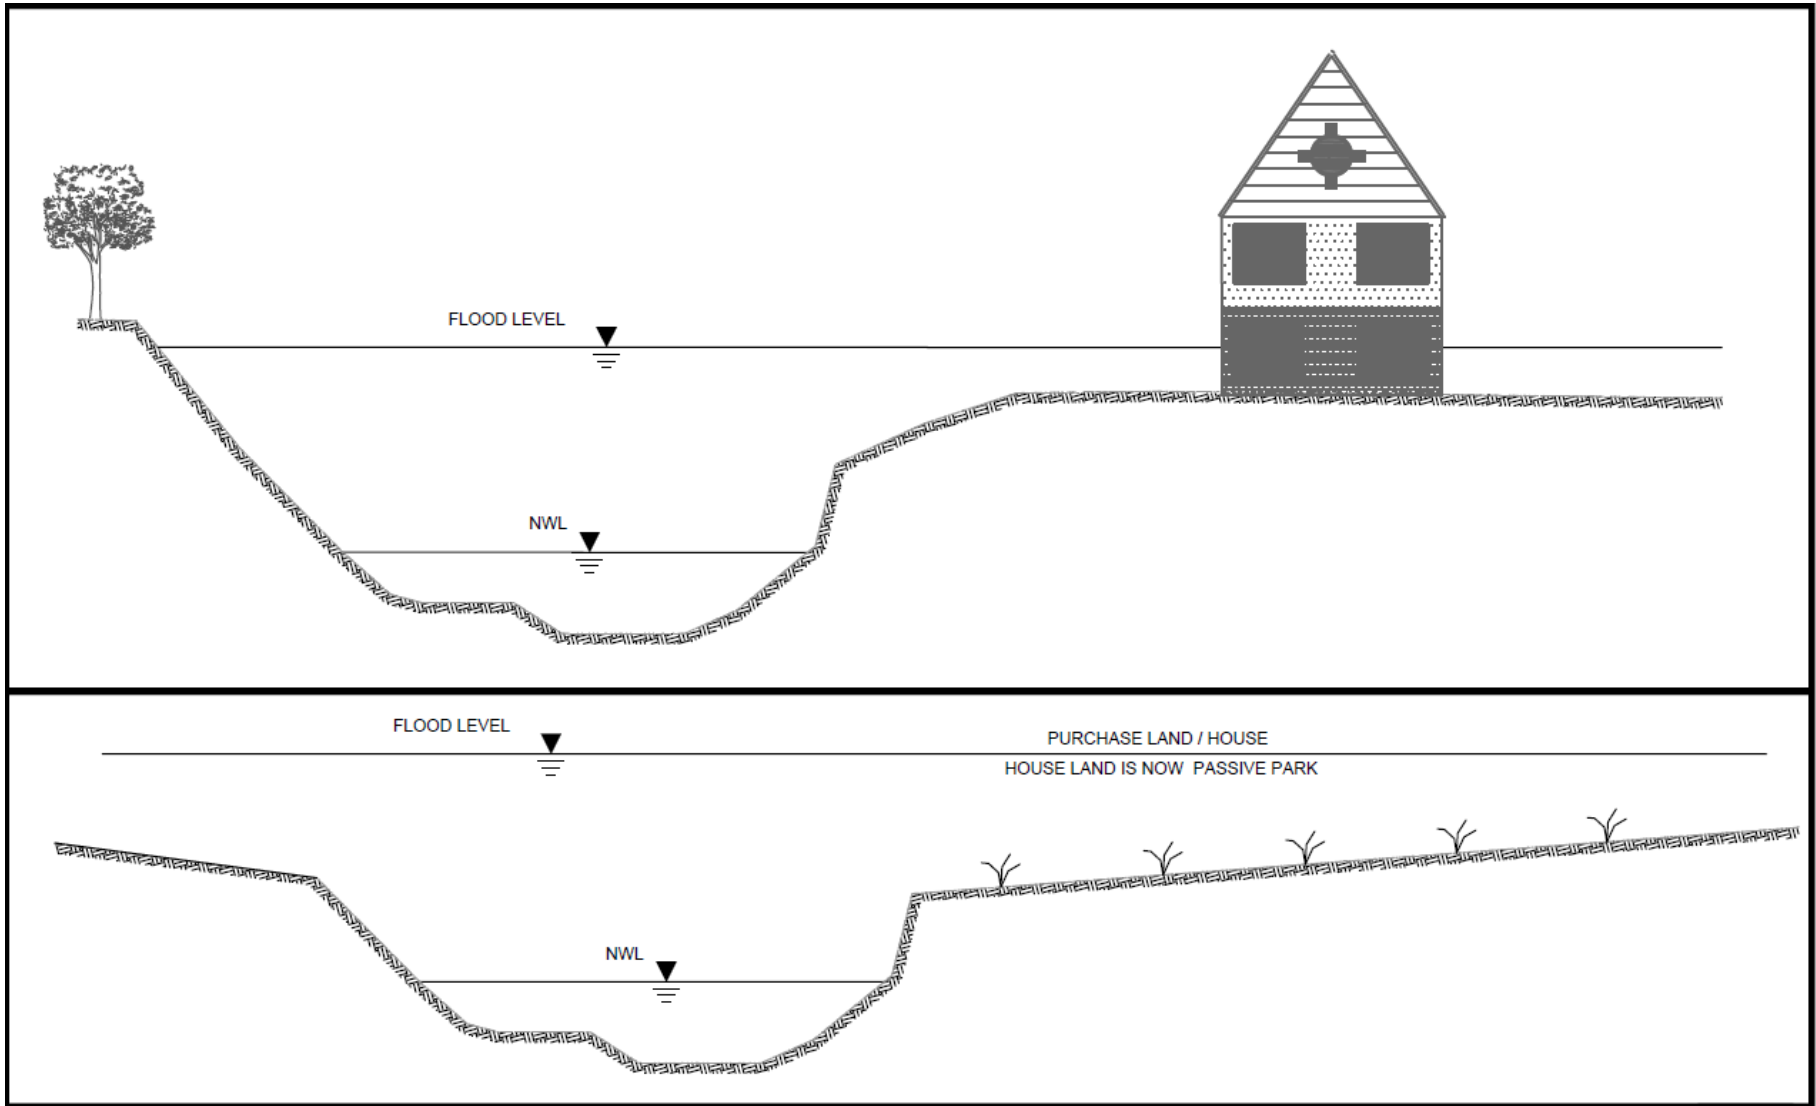 FLOOD LEVEL
NWL
FLOOD LEVEL
PURCHASE LAND / HOUSE
HOUSE LAND IS NOW PASSIVE PARK
NWL